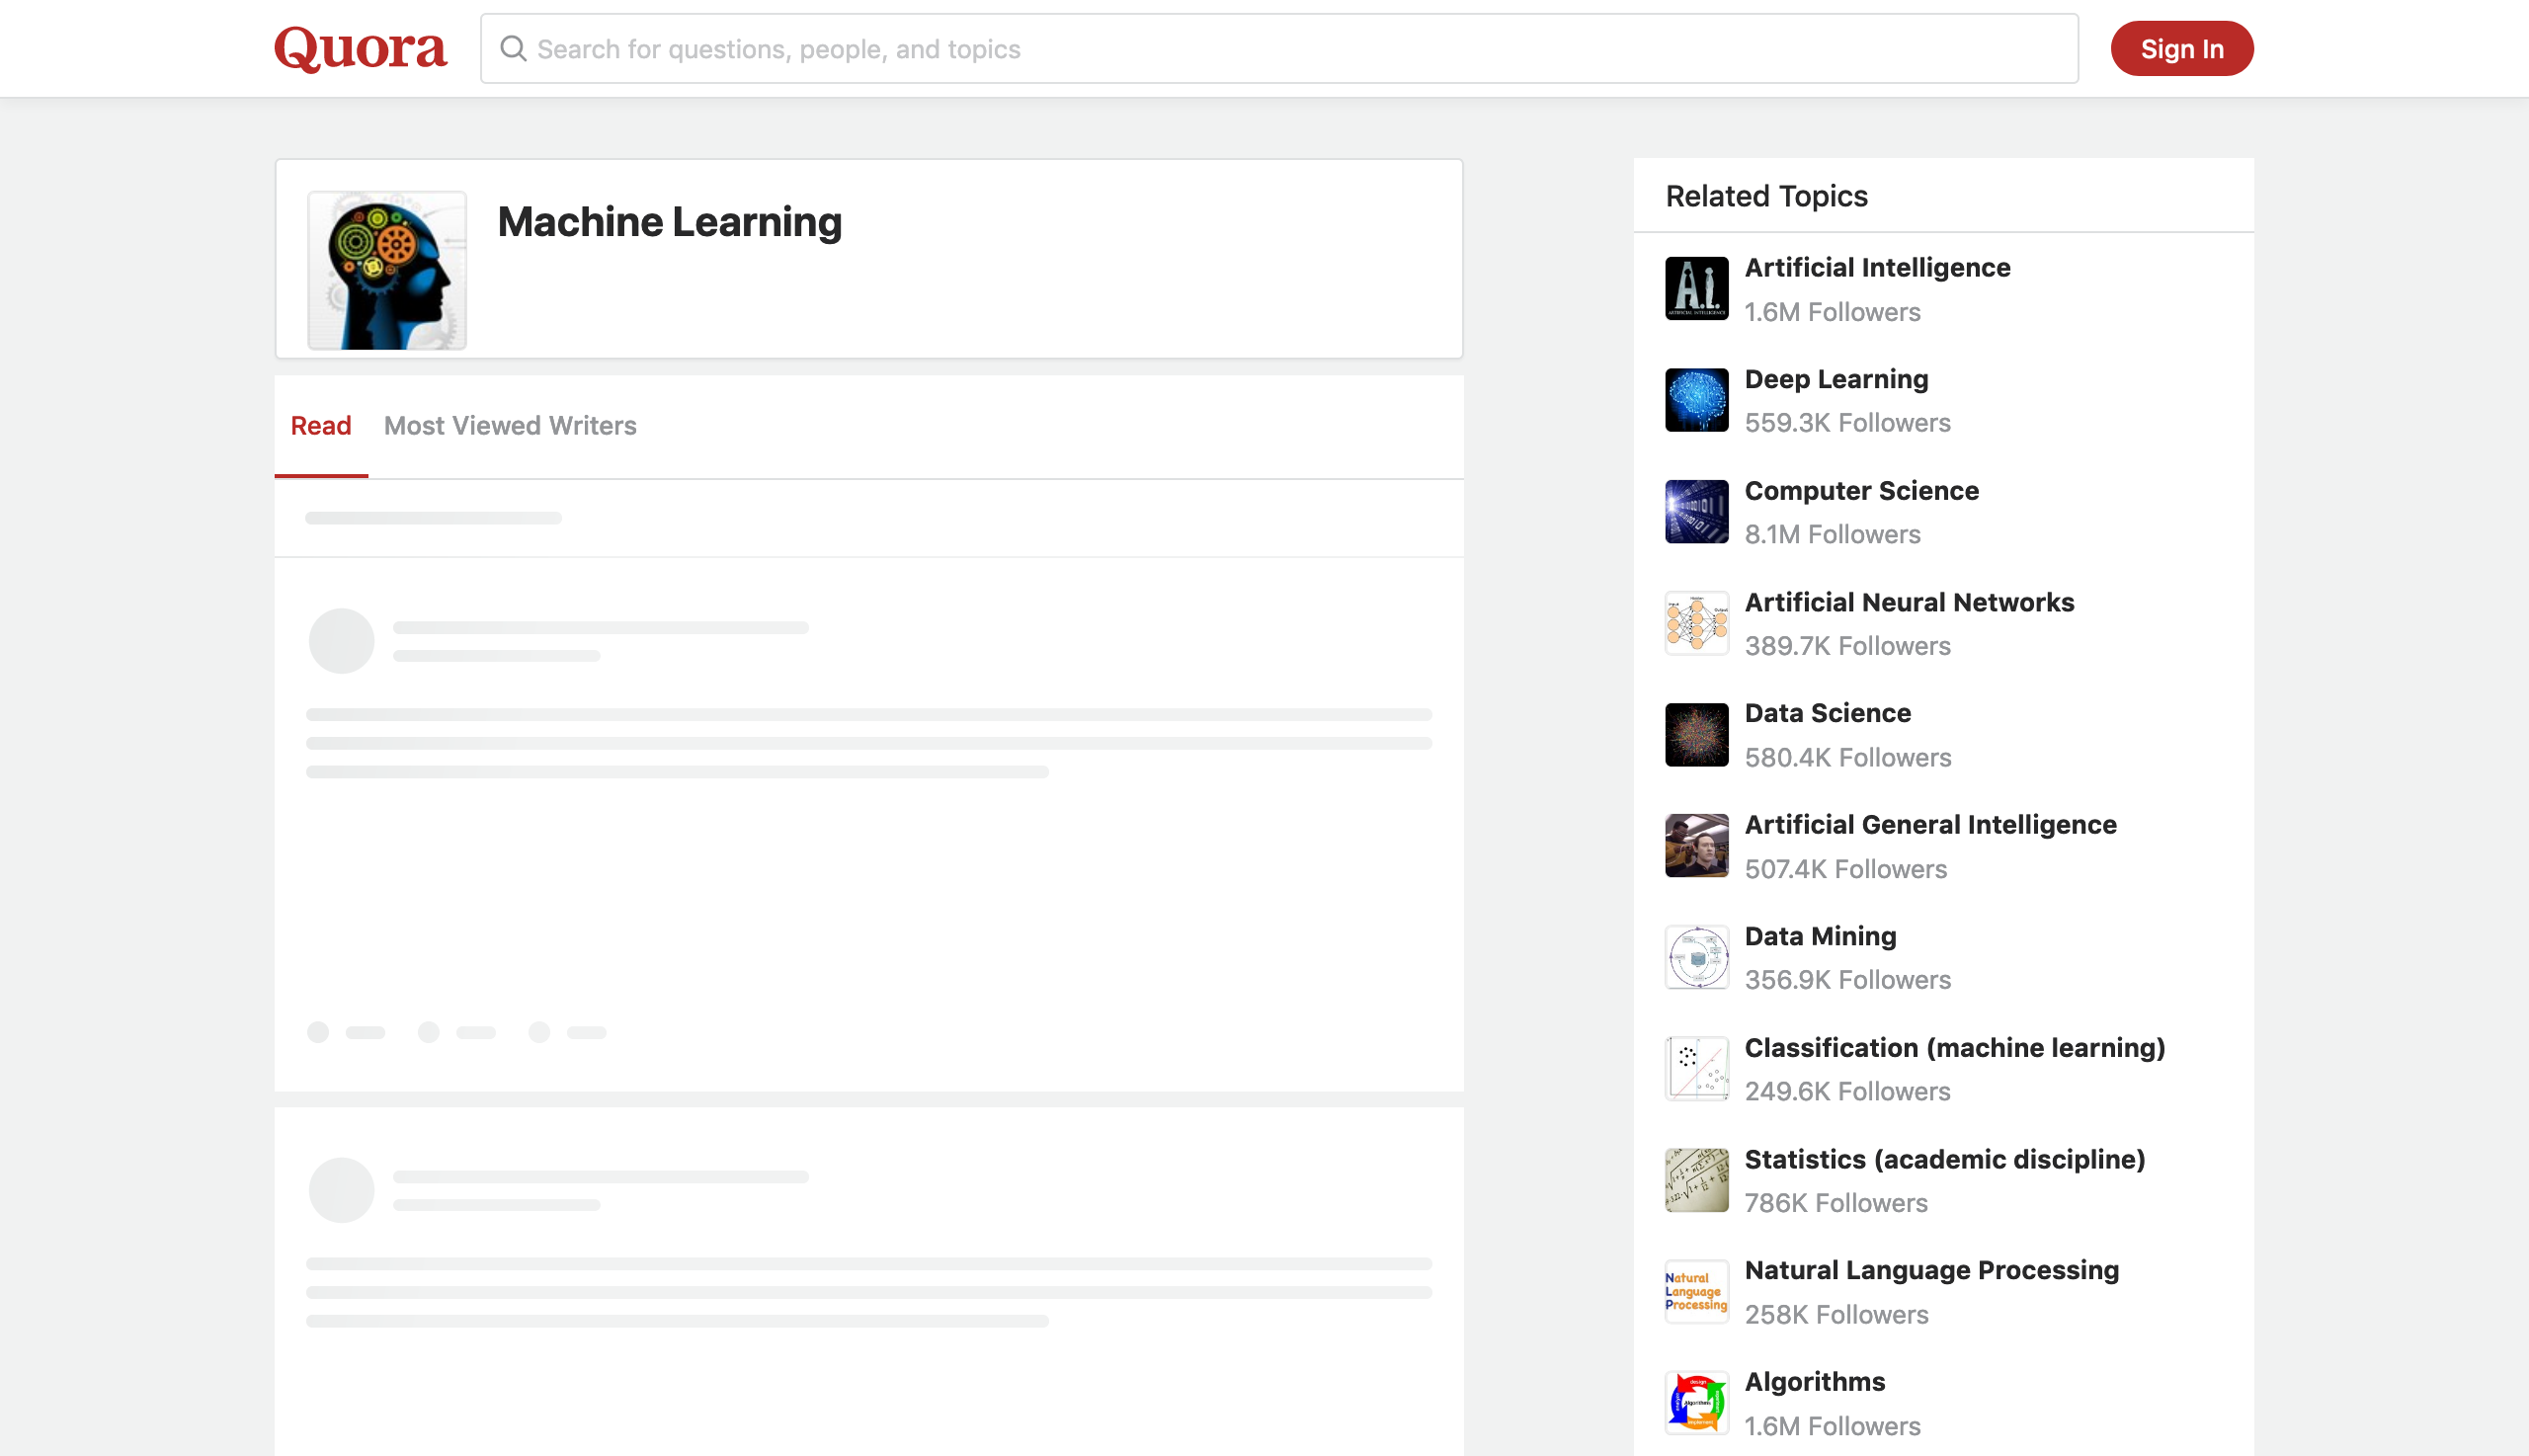 Quora
Search for questions, people, and topics
Sign In
Machine Learning
Read
Most Viewed Writers
Related Topics
Artificial Intelligence
1.6M Followers
Deep Learning
559.3K Followers
Computer Science
8.1M Followers
Artificial Neural Networks
389.7K Followers
Data Science
580.4K Followers
Artificial General Intelligence
507.4K Followers
Data Mining
356.9K Followers
Classification (machine learning)
249.6K Followers
Statistics (academic discipline)
786K Followers
Natural
Language
Processing
Natural Language Processing
258K Followers
Algorithms
1.6M Followers